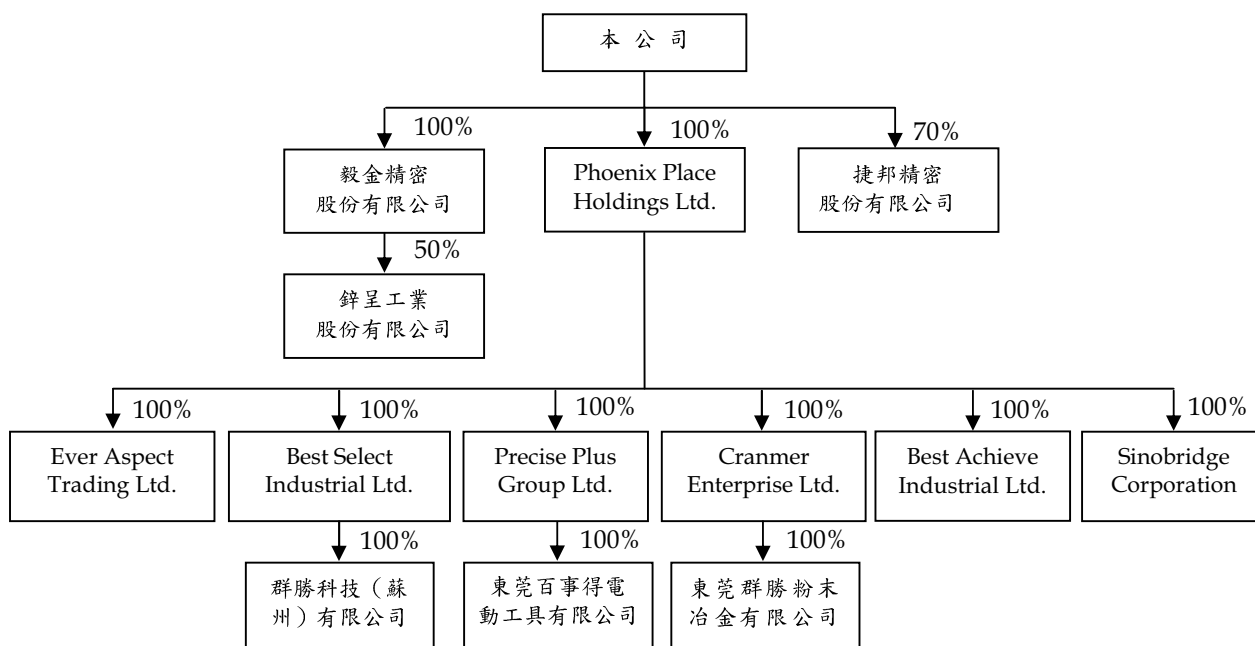 本公司
100%
100%
70%
毅金精密
股份有限公司
Phoenix Place
Holdings Ltd.
捷邦精密
股份有限公司
50%
鋅呈工業
股份有限公司
100%
100%
100%
100%
100%
100%
Ever Aspect
Trading Ltd.
Best Select
Industrial Ltd.
Precise Plus
Group Ltd.
Cranmer
Enterprise Ltd.
Best Achieve
Industrial Ltd.
Sinobridge
Corporation
100%
100%
100%
群勝科技（蘇
州）有限公司
東莞百事得電
動工具有限公司
東莞群勝粉末
冶金有限公司